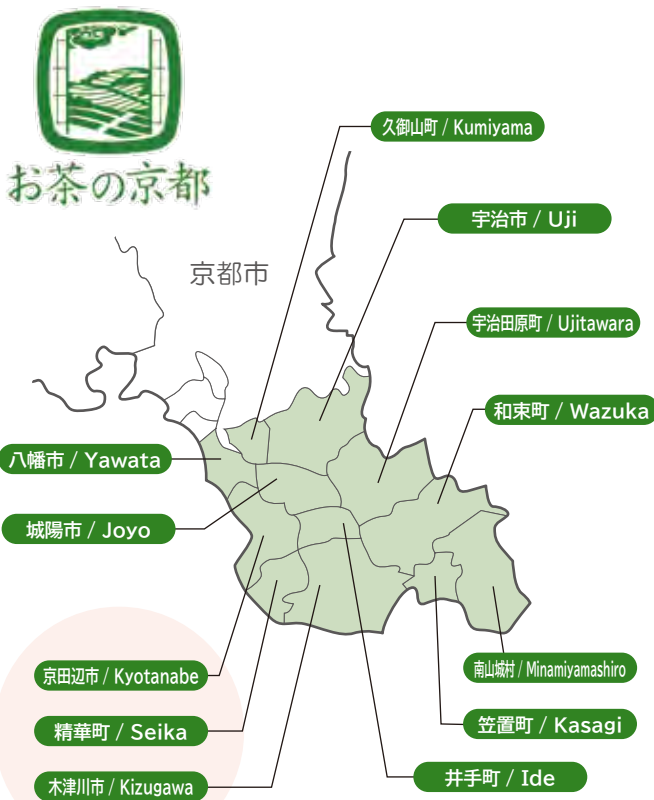 お茶の京都
久御山町 / Kumiyama
宇治市 / Uji
京都市
宇治田原町 / Ujitawara
和束町 / Wazuka
八幡市 / Yawata
城陽市 / Joyo
京田辺市 / Kyotanabe
南山城村 / Minamiyamashiro
精華町 / Seika
笠置町 / Kasagi
木津川市 / Kizugawa
井手町 / Ide